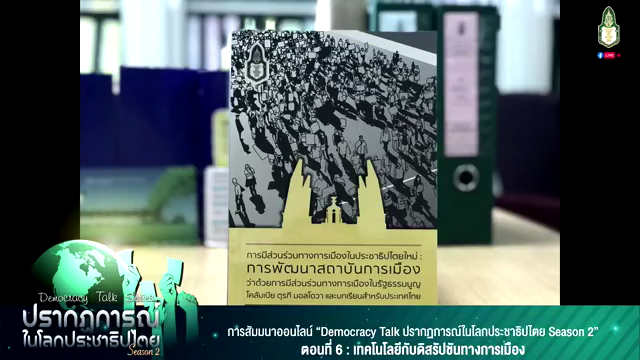 LIVE
การมีส่วนร่วมทางการเมืองในประชาธิปไตยใหม่ :
การพัฒนาสถาบันการเมือง
ว่าด้วยการมีส่วนร่วมทางการเมืองในรัฐธรรมนูญ
โคลัมเบีย ตุรกี มอลโดวา และบทเรียนสำหรับประเทศไทย
Democracy Talk Series
ปรากฏการณ์
ในโลกประชาธิปไตย
Season 2
การสัมมนาออนไลน์ “Democracy Talk ปรากฏการณ์ในโลกประชาธิปไตย Season 2”
ตอนที่ 6 : เทคโนโลยีกับดิสรัปชันทางการเมือง